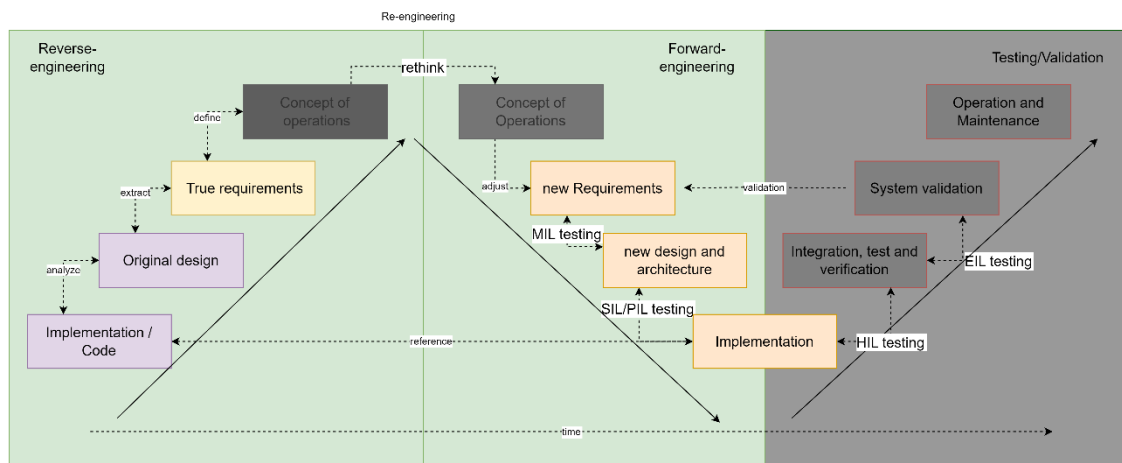 Re-engineering
Reverse-
engineering
Forward-
engineering
Testing/Validation
rethink
Concept of
operations
Concept of
Operations
Operation and
Maintenance
define
True requirements
extract
adjust
new Requirements
validation
System validation
MIL testing
Original design
analyze
new design and
architecture
Integration, test and
verification
EIL testing
SIL/PIL testing
Implementation /
Code
reference
Implementation
HIL testing
time